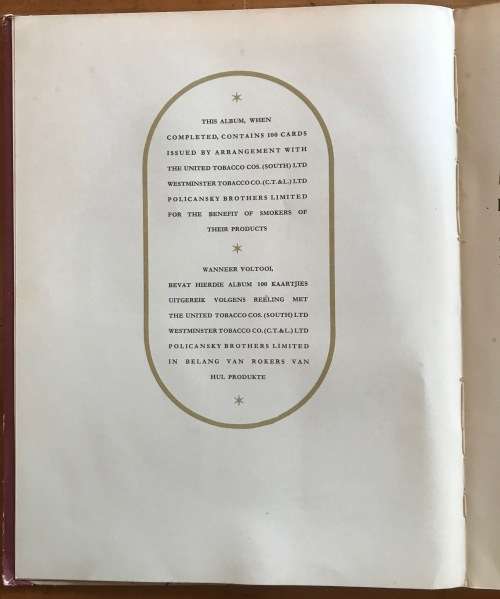 THIS ALBUM, WHEN
COMPLETED, CONTAINS 100 CARDS
ISSUED BY ARRANGEMENT WITH
THE UNITED TOBACCO COS. (SOUTH) LTD
WESTMINSTER TOBACCO CO. (C.T. & L.) LTD
POLICANSKY BROTHERS LIMITED
FOR THE BENEFIT OF SMOKERS OF
THEIR PRODUCTS
WANNEER VOLTOOI,
BEVAT HIERDIE ALBUM 100 KAARTJIES
UITGEREIK VOLGENS REËLING MET
THE UNITED TOBACCO COS. (SOUTH) LTD
WESTMINSTER TOBACCO CO. (C.T. & L.) LTD
POLICANSKY BROTHERS LIMITED
IN BELANG VAN ROKERS VAN
HUL PRODUKTE